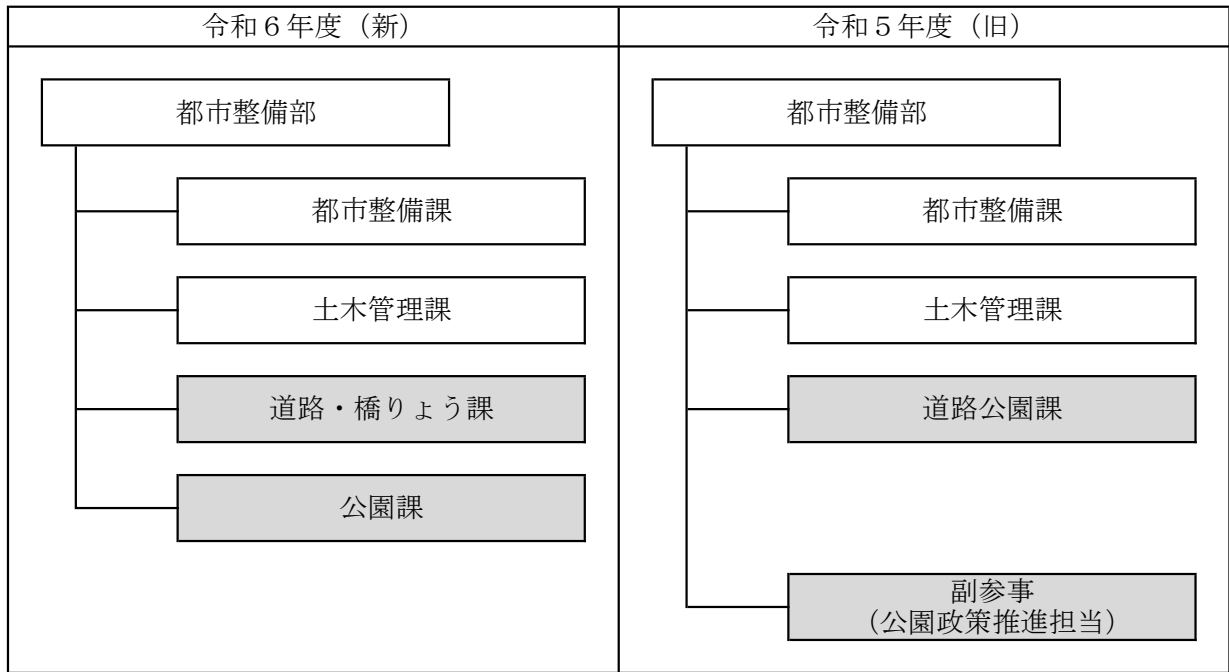 令和６年度（新）
都市整備部
都市整備課
土木管理課
道路・橋りょう課
公園課
令和５年度（旧）
都市整備部
都市整備課
土木管理課
道路公園課
副参事
（公園政策推進担当）